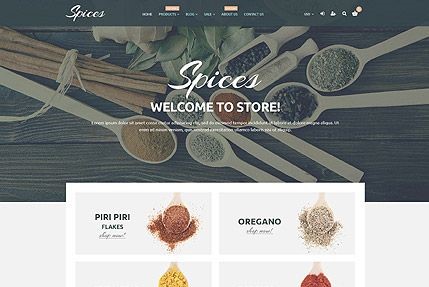 Spices
HOME PRODUCTS BLOG SALE ABOUT US CONTACT US
Spices
WELCOME TO STORE!
Lorem ipsum dolor sit amet conse ctetur adipisicing elit, sed do eiusmod tempor incididunt ut labore et dolore magna aliqua. Ut
enim ad minim veniam, quis nostrud exercitation ullamco laboris nisi ut aliquip.
PIRI PIRI
FLAKES
shop now!
OREGANO
shop now!